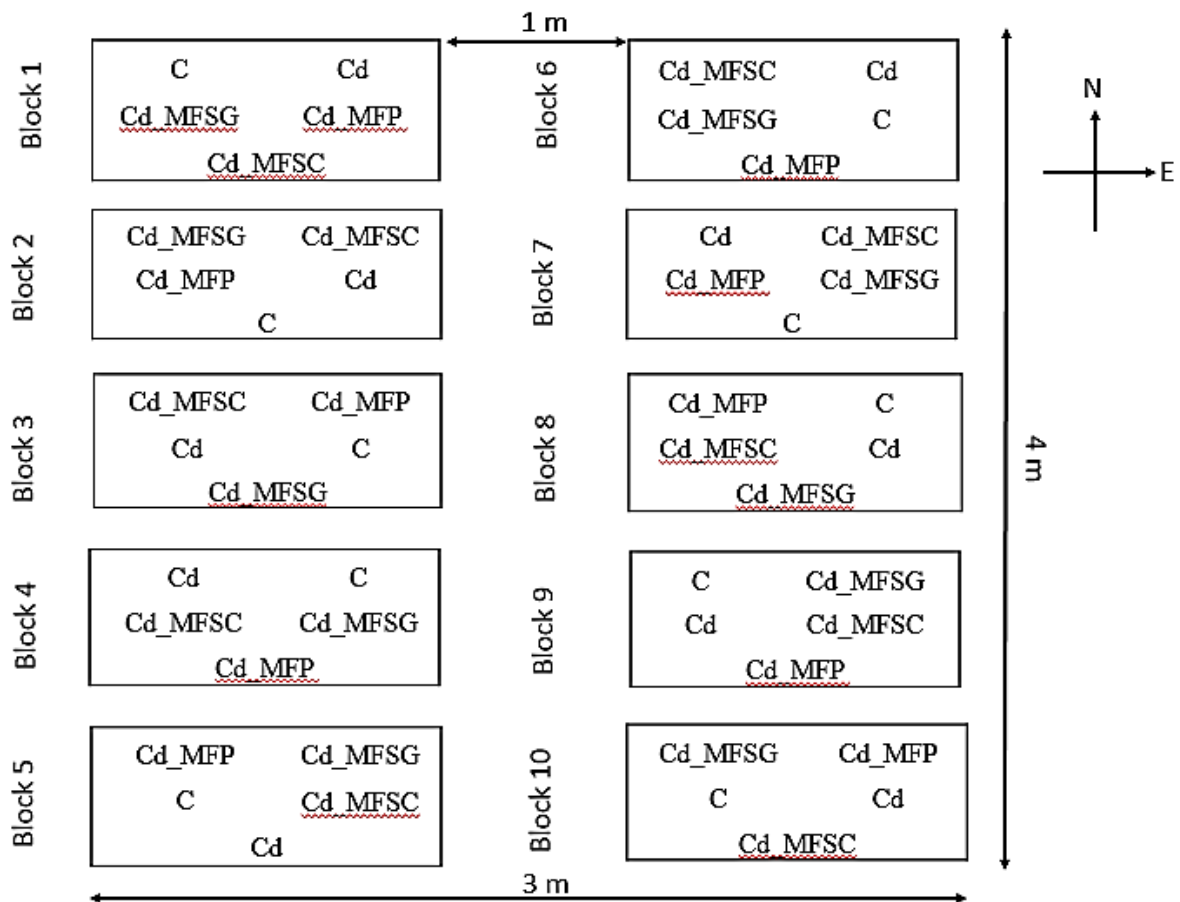 1 m
Block 1
C Cd
Cd_MFSG Cd_MFP
Cd_MFSC
Block 6
Cd_MFSC Cd
Cd_MFSG C
Cd_MFP
N
E
Block 2
Cd_MFSG Cd_MFSC
Cd_MFP Cd
C
Block 7
Cd Cd_MFSC
Cd_MFP Cd_MFSG
C
Block 3
Cd_MFSC Cd_MFP
Cd C
Cd_MFSG
Block 8
Cd_MFP C
Cd_MFSC Cd
Cd_MFSG
4 m
Block 4
Cd C
Cd_MFSC Cd_MFSG
Cd_MFP
Block 9
C Cd_MFSG
Cd Cd_MFSC
Cd_MFP
Block 5
Cd_MFP Cd_MFSG
C Cd_MFSC
Cd
Block 10
Cd_MFSG Cd_MFP
C Cd
Cd_MFSC
3 m